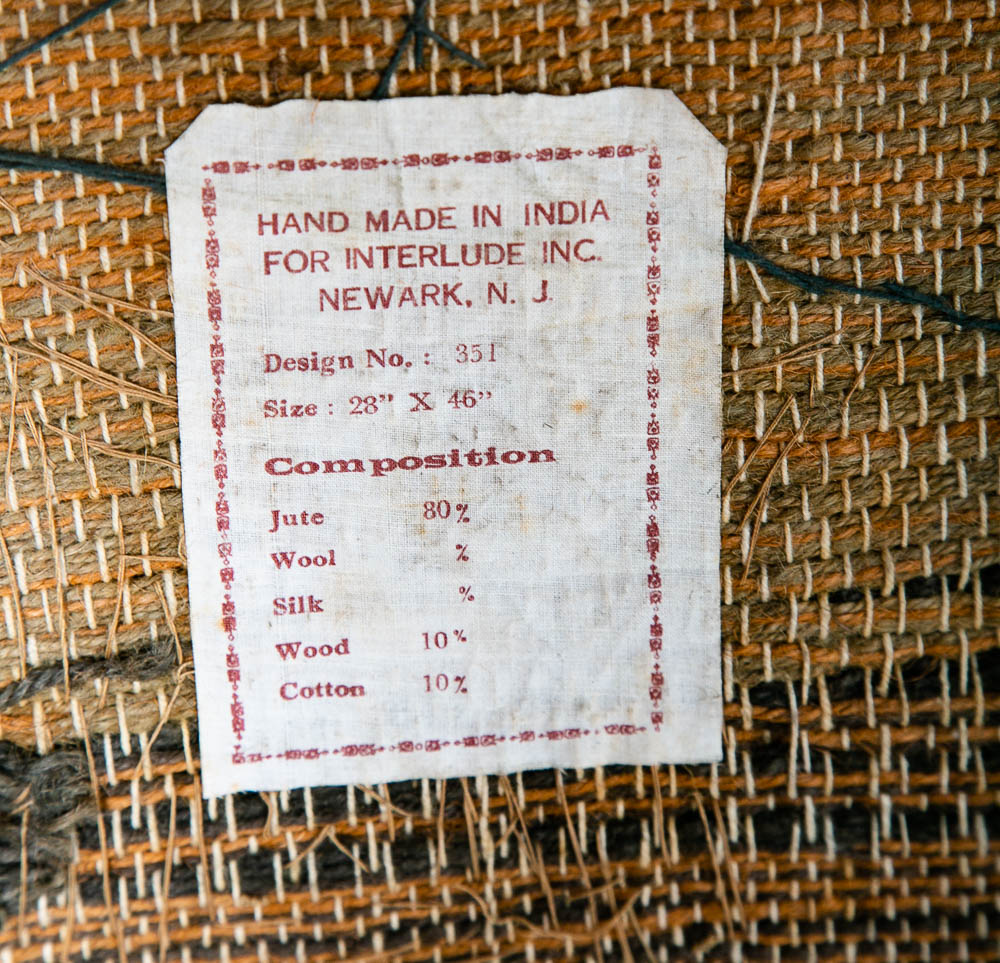 HAND MADE IN INDIA
FOR INTERLUDE INC.
NEWARK, N. J.
Design No. : 351
Size : 28" X 46"
Composition
Jute 80%
Wool %
Silk %
Wood 10%
Cotton 10%